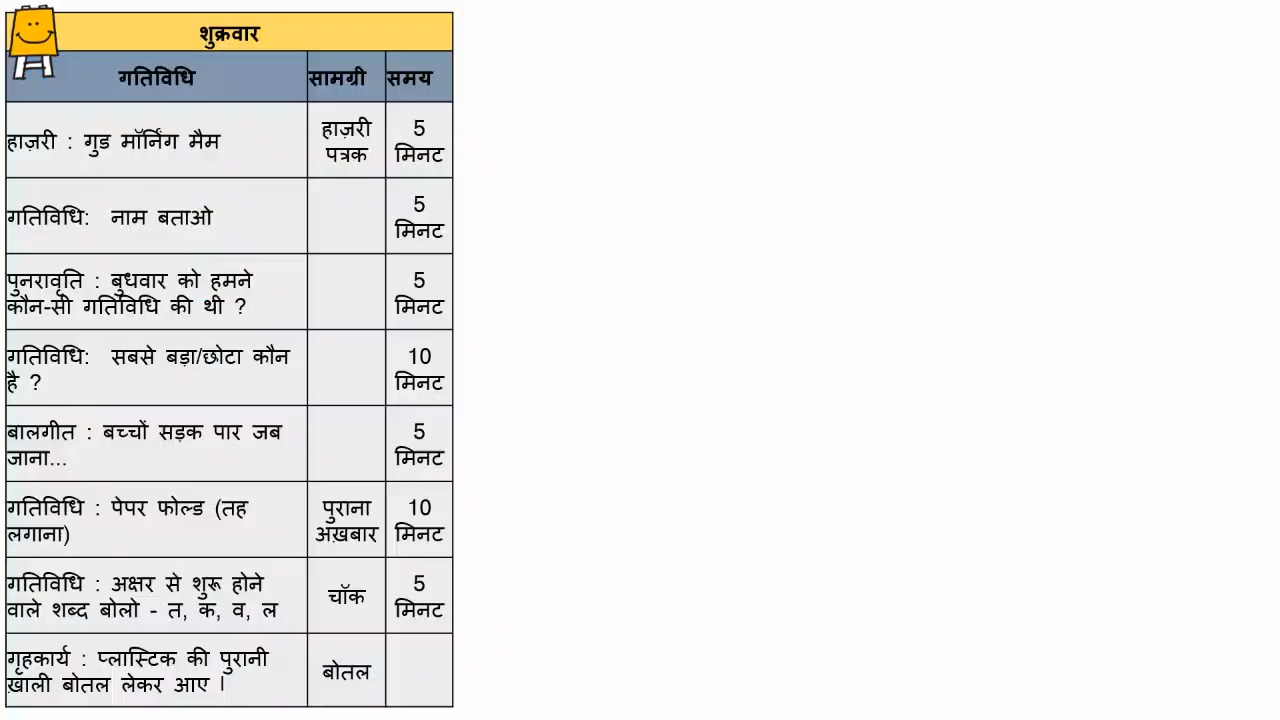 शुक्रवार
गतिविधि सामग्री समय
हाज़री : गुड मॉर्निंग मैम
हाज़री
पत्रक
5
मिनट
गतिविधि: नाम बताओ
5
मिनट
पुनरावृति : बुधवार को हमने
कौन-सी गतिविधि की थी ?
5
मिनट
गतिविधि: सबसे बड़ा/छोटा कौन
है ?
10
मिनट
बालगीत : बच्चों सड़क पार जब
जाना...
5
मिनट
गतिविधि : पेपर फोल्ड (तह
लगाना)
पुराना
अख़बार
10
मिनट
गतिविधि : अक्षर से शुरू होने
वाले शब्द बोलो - त, क, व, ल
चॉक
5
मिनट
गृहकार्य : प्लास्टिक की पुरानी
ख़ाली बोतल लेकर आए ।
बोतल